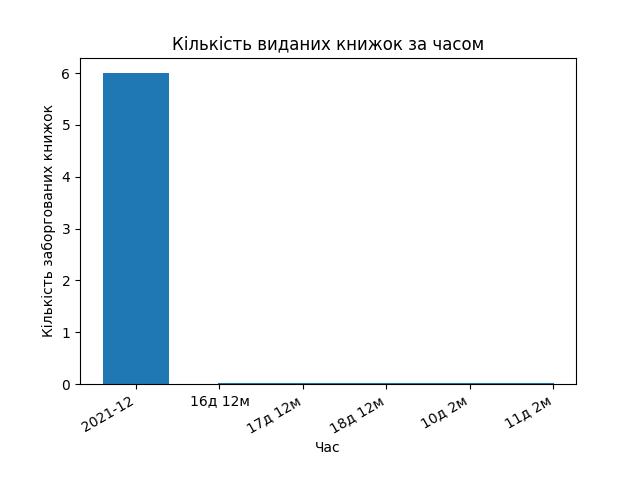 Кількість виданих книжок за часом
Кількість заборгованих книжок
6
5
4
3
2
1
0
2021-12
16д 12м
17д 12м
18д 12м
10д 2м
11д 2м
Час